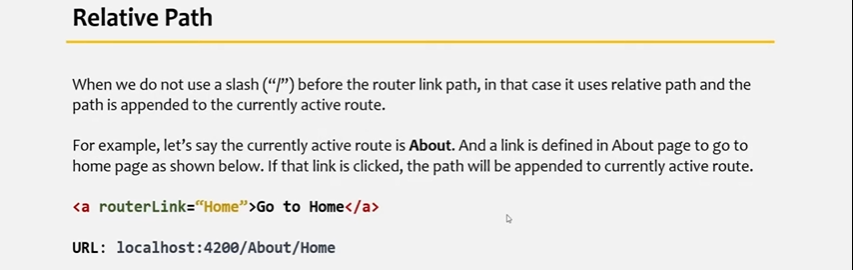 Relative Path
When we do not use a slash (“/”) before the router link path, in that case it uses relative path and the
path is appended to the currently active route.
For example, let’s say the currently active route is About. And a link is defined in About page to go to
home page as shown below. If that link is clicked, the path will be appended to currently active route.
<a routerLink=“Home”>Go to Home</a>
URL: localhost:4200/About/Home